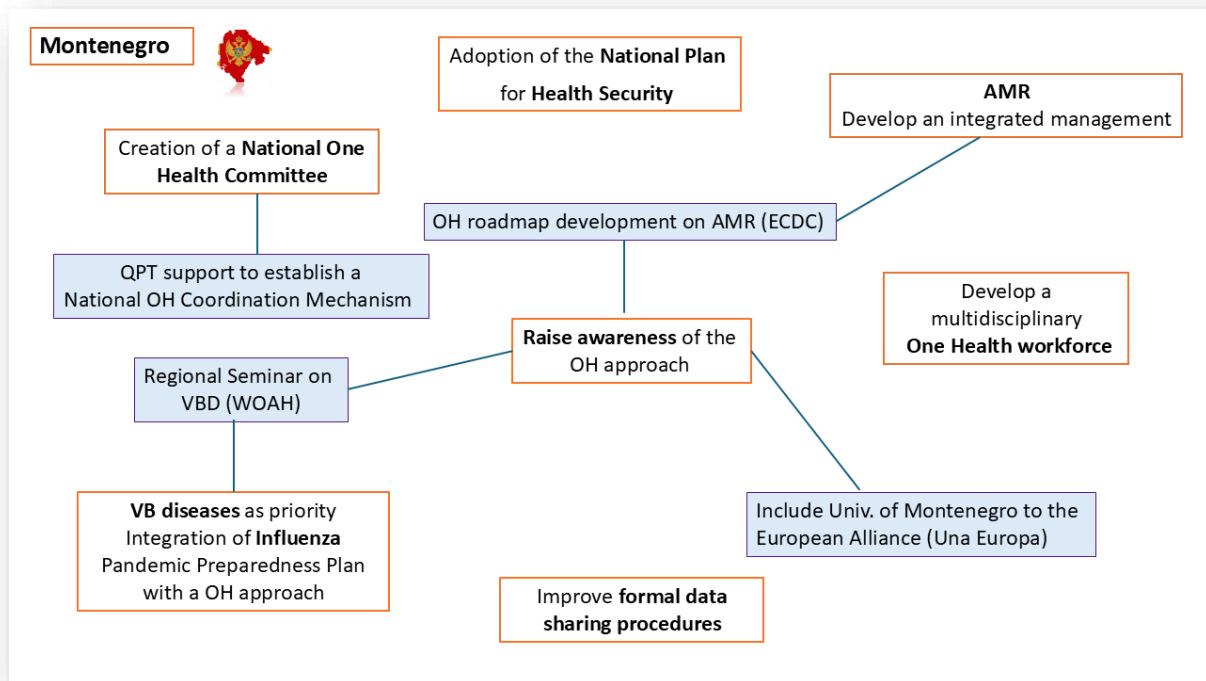 Montenegro
Adoption of the National Plan
for Health Security
AMR
Develop an integrated management
Creation of a National One
Health Committee
OH roadmap development on AMR (ECDC)
QPT support to establish a
National OH Coordination Mechanism
Develop a
multidisciplinary
One Health workforce
Raise awareness of the
OH approach
Regional Seminar on
VBD (WOAH)
VB diseases as priority
Integration of Influenza
Pandemic Preparedness Plan
with a OH approach
Include Univ. of Montenegro to the
European Alliance (Una Europa)
Improve formal data
sharing procedures